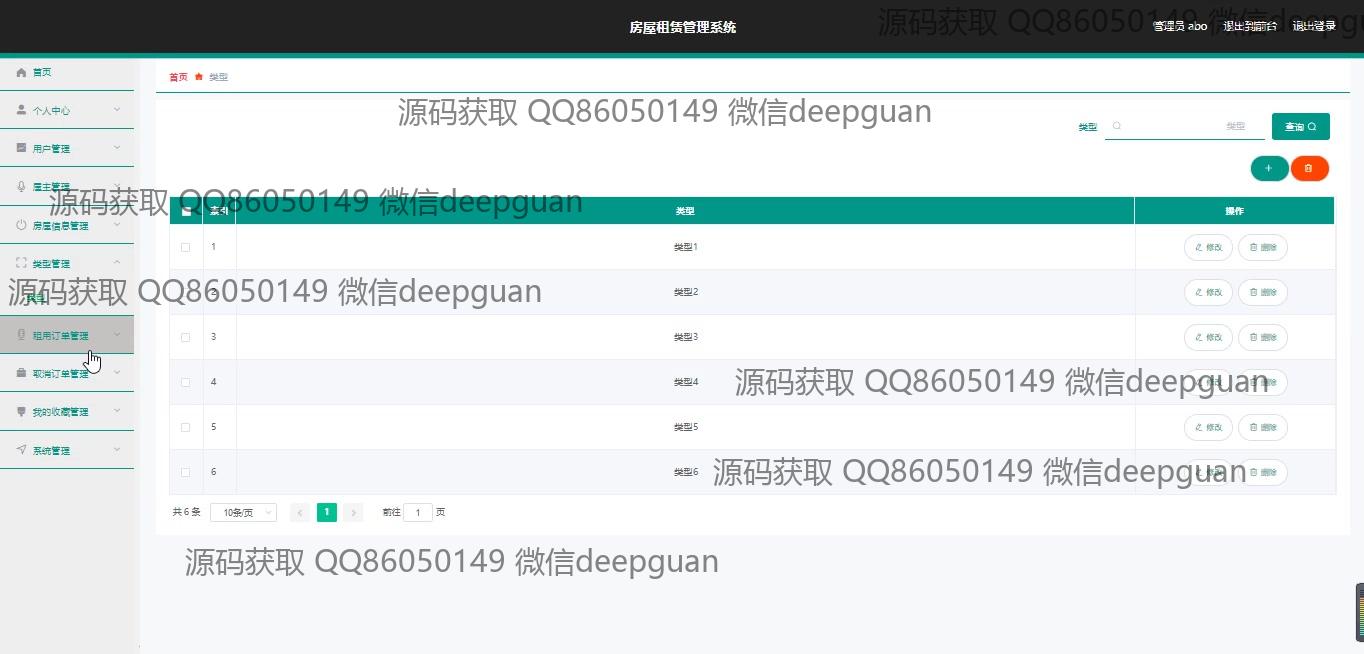 房屋租赁管理系统
管理员 abo 退出到前台 退出登录
源码获取 QQ86050149 微信deepgu
首页
个人中心
用户管理
屋主管理
房屋信息管理
类型管理
类型
租用订单管理
取消订单管理
我的收藏管理
系统管理
首页 类型
源码获取 QQ86050149 微信deepguan
类型 类型 查询
源码获取 QQ86050149 微信deepguan
索引 类型 操作
1 类型1 修改 删除
源码获取 QQ86050149 微信deepguan
2 类型2 修改 删除
3 类型3 修改 删除
4 类型4 修改 删除
源码获取 QQ86050149 微信deepguan
5 类型5 修改 删除
6 类型6 修改 删除
源码获取 QQ86050149 微信deepguan
共 6 条 10条/页 1 前往 1 页
源码获取 QQ86050149 微信deepguan